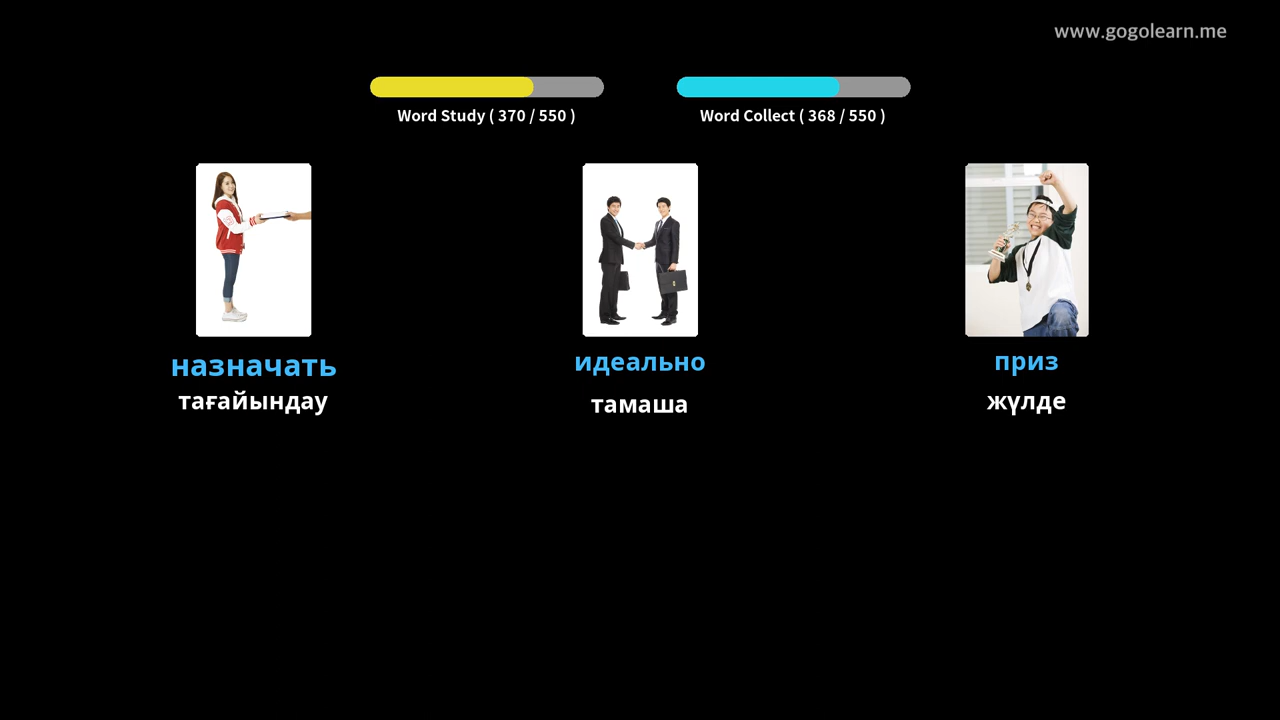 www.gogolearn.me
Word Study ( 370 / 550 )
Word Collect ( 368 / 550 )
назначать
тағайындау
идеально
тамаша
приз
жүлде